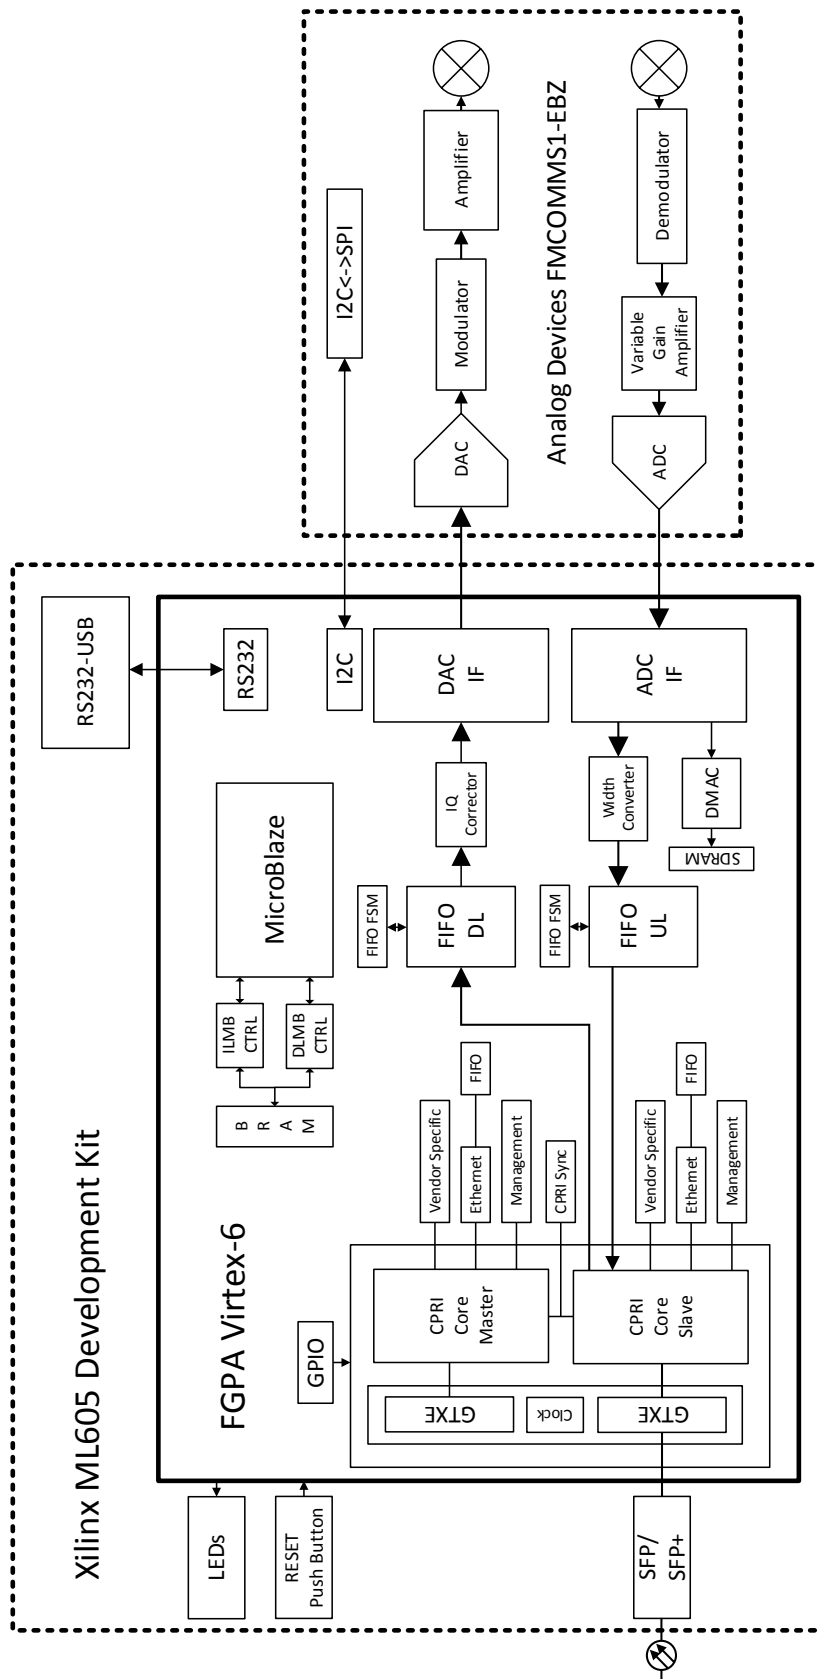 Xilinx ML605 Development Kit
LEDs
RESET
Push Button
SFP/
SFP+
FGPA Virtex-6
GPIO
GTXE
Clock
GTXE
CPRI
Core
Master
CPRI
Core
Slave
Vendor Specific
Ethernet
FIFO
Management
CPRI Sync
Vendor Specific
Ethernet
FIFO
Management
B
R
A
M
ILMB
CTRL
DLMB
CTRL
MicroBlaze
RS232-USB
RS232
I2C
FIFO FSM
FIFO
DL
IQ
Corrector
DAC
IF
FIFO FSM
FIFO
UL
Width
Converter
ADC
IF
DMAC
SDRAM
I2C<->SPI
DAC
Modulator
Amplifier
Analog Devices FMCOMMS1-EBZ
ADC
Variable
Gain
Amplifier
Demodulator